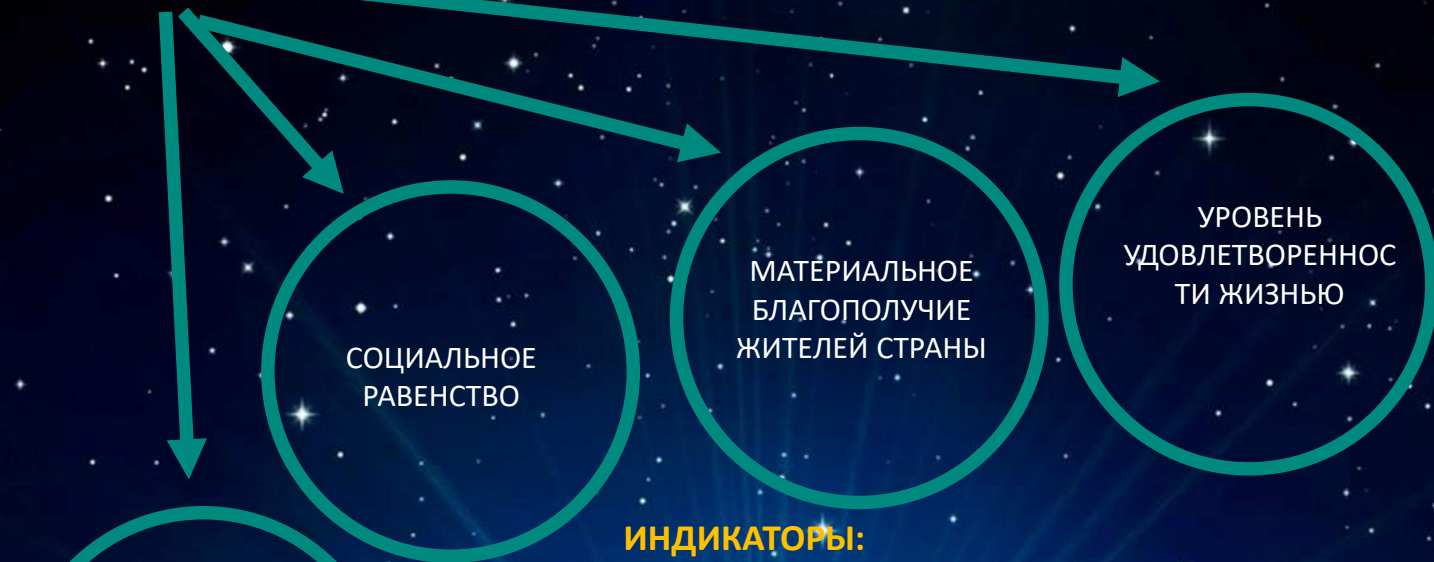 СОЦИАЛЬНОЕ
РАВЕНСТВО
МАТЕРИАЛЬНОЕ
БЛАГОПОЛУЧИЕ
ЖИТЕЛЕЙ СТРАНЫ
УРОВЕНЬ
УДОВЛЕТВОРЕННОС
ТИ ЖИЗНЬЮ
ИНДИКАТОРЫ: